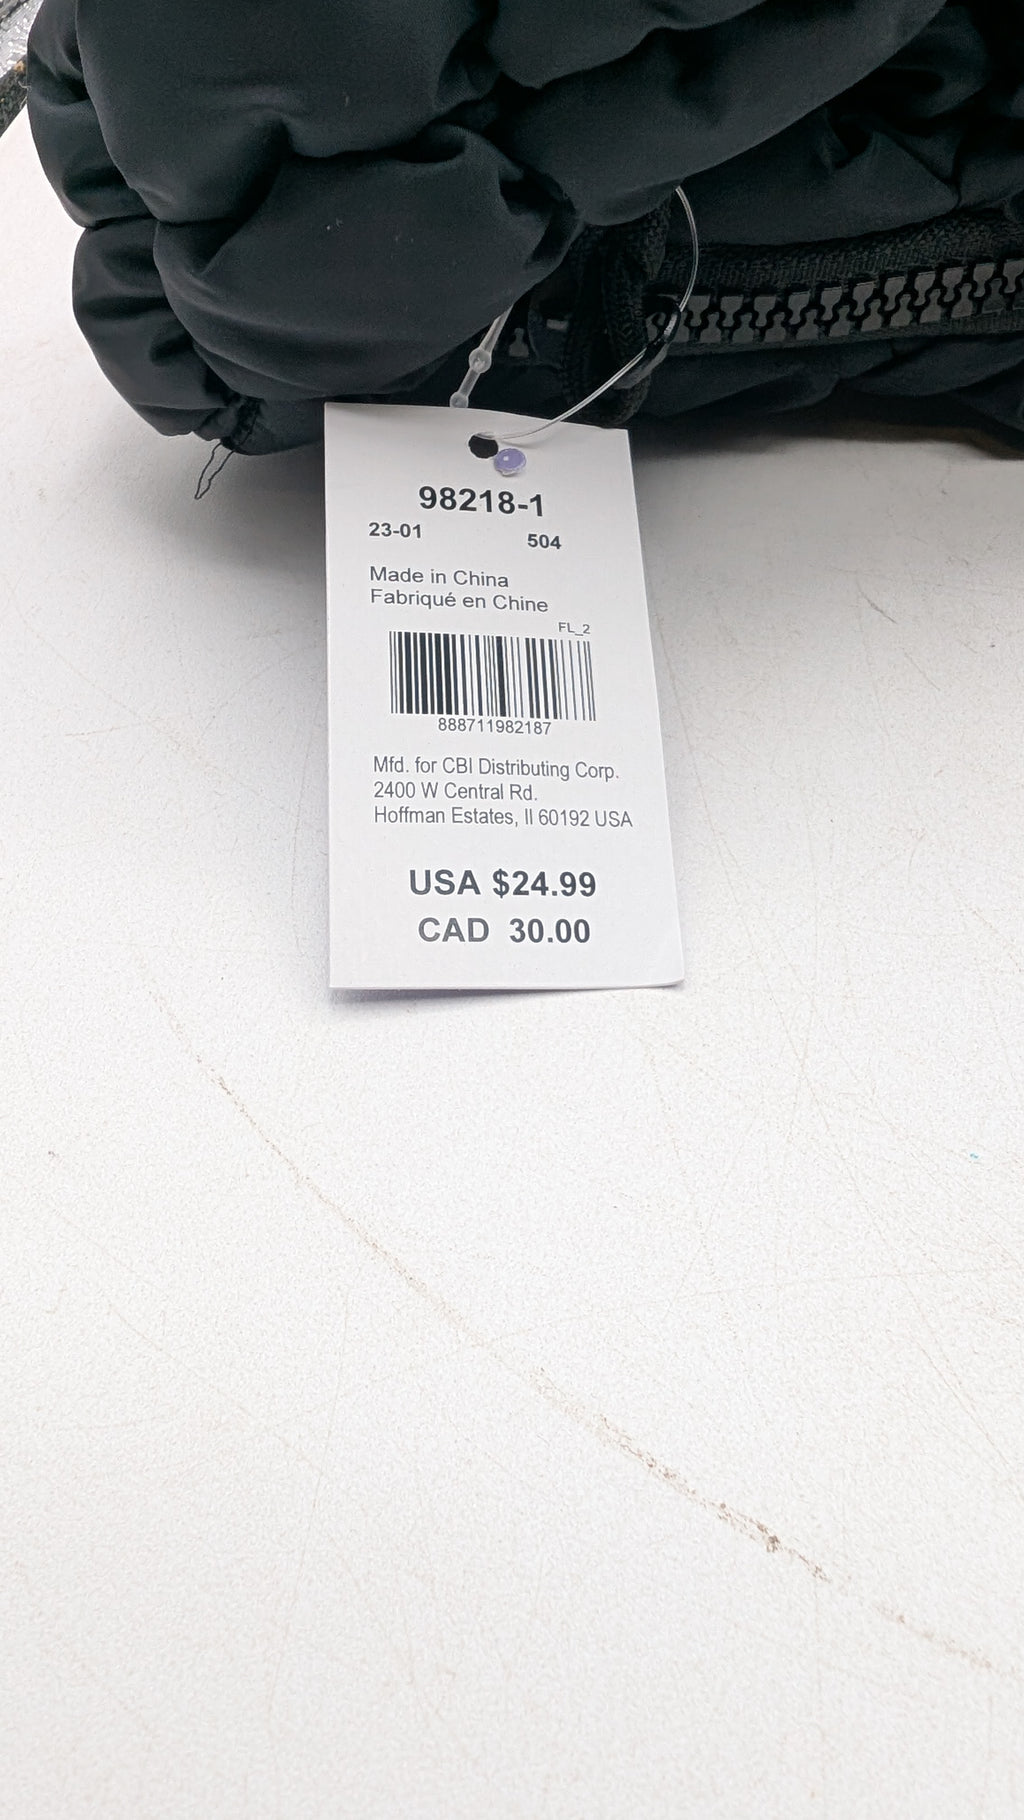 98218-1
23-01 504
Made in China
Fabriqué en Chine
FL_2
888711982187
Mfd. for CBI Distributing Corp.
2400 W Central Rd.
Hoffman Estates, Il 60192 USA
USA $24.99
CAD 30.00